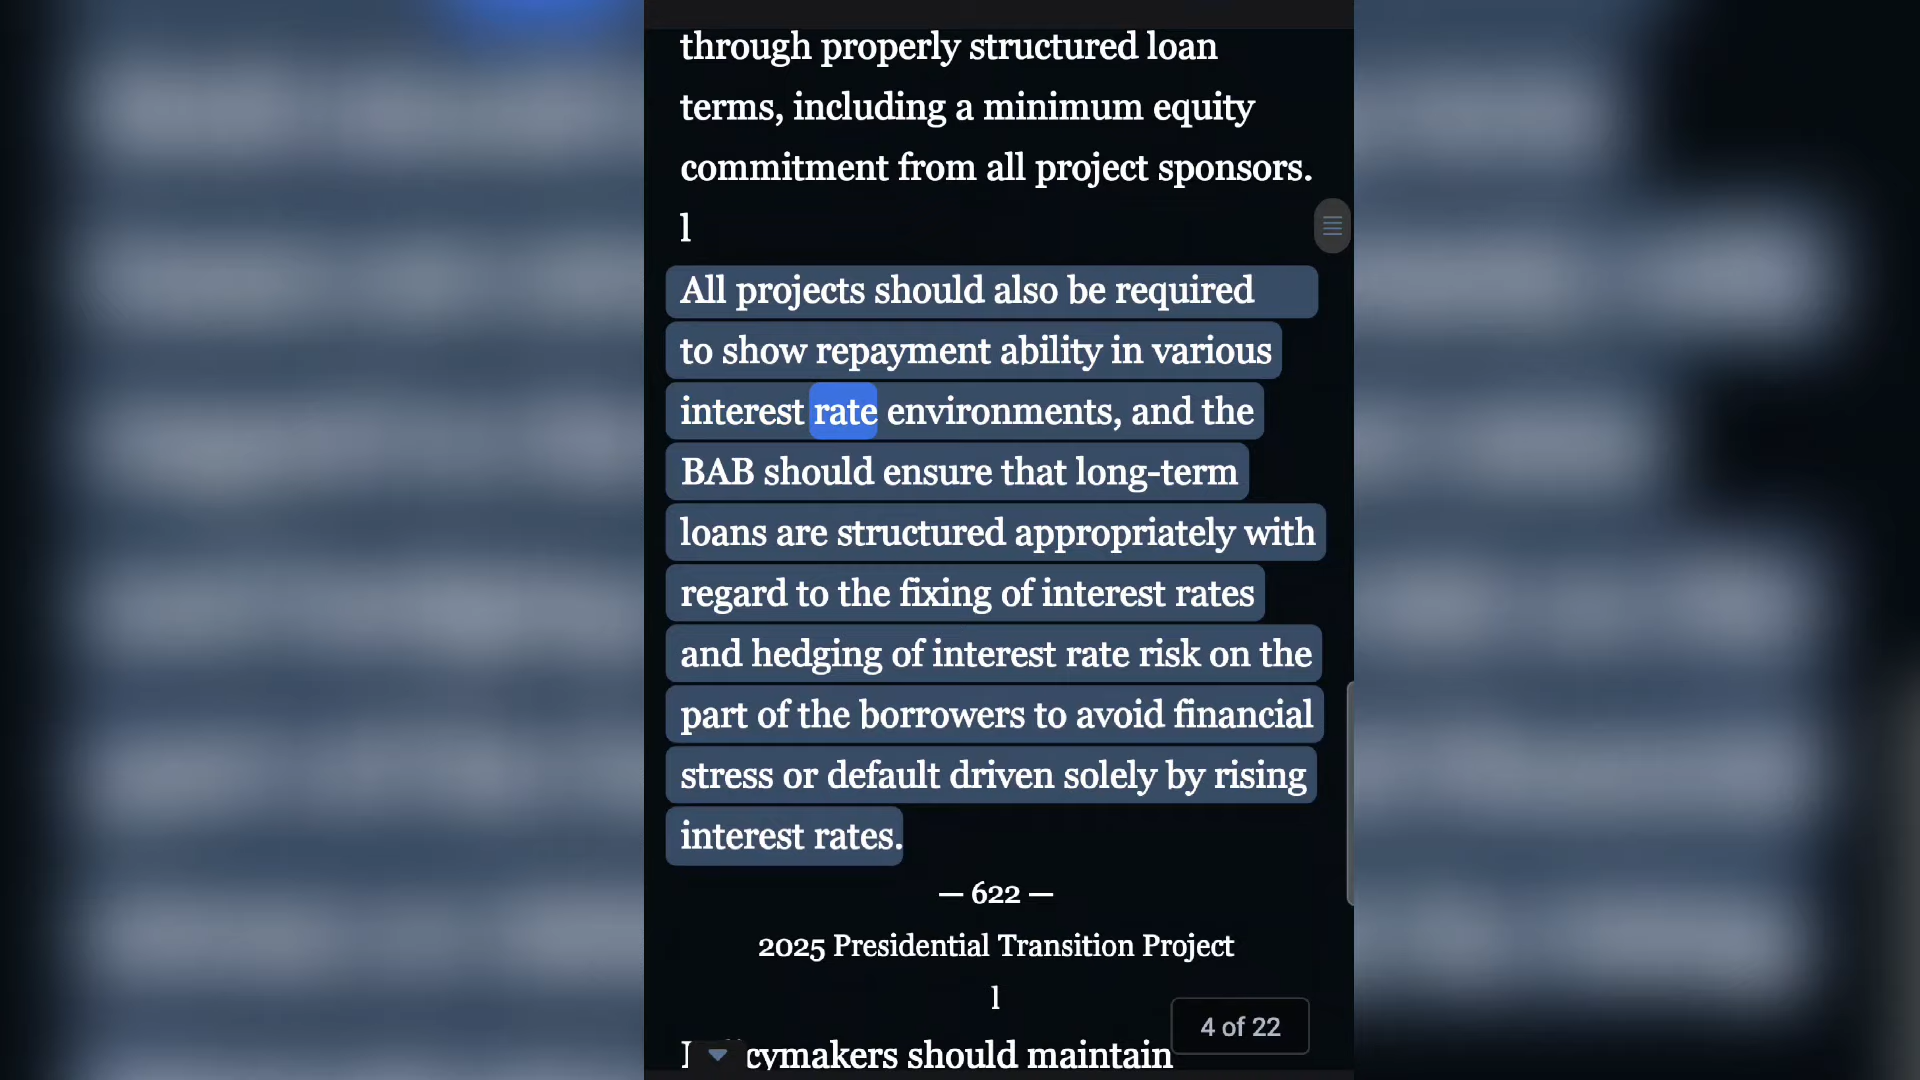 through properly structured loan
terms, including a minimum equity
commitment from all project sponsors.
l
All projects should also be required
to show repayment ability in various
interest rate environments, and the
BAB should ensure that long-term
loans are structured appropriately with
regard to the fixing of interest rates
and hedging of interest rate risk on the
part of the borrowers to avoid financial
stress or default driven solely by rising
interest rates.
— 622 —
2025 Presidential Transition Project
l
4 of 22
cymakers should maintain